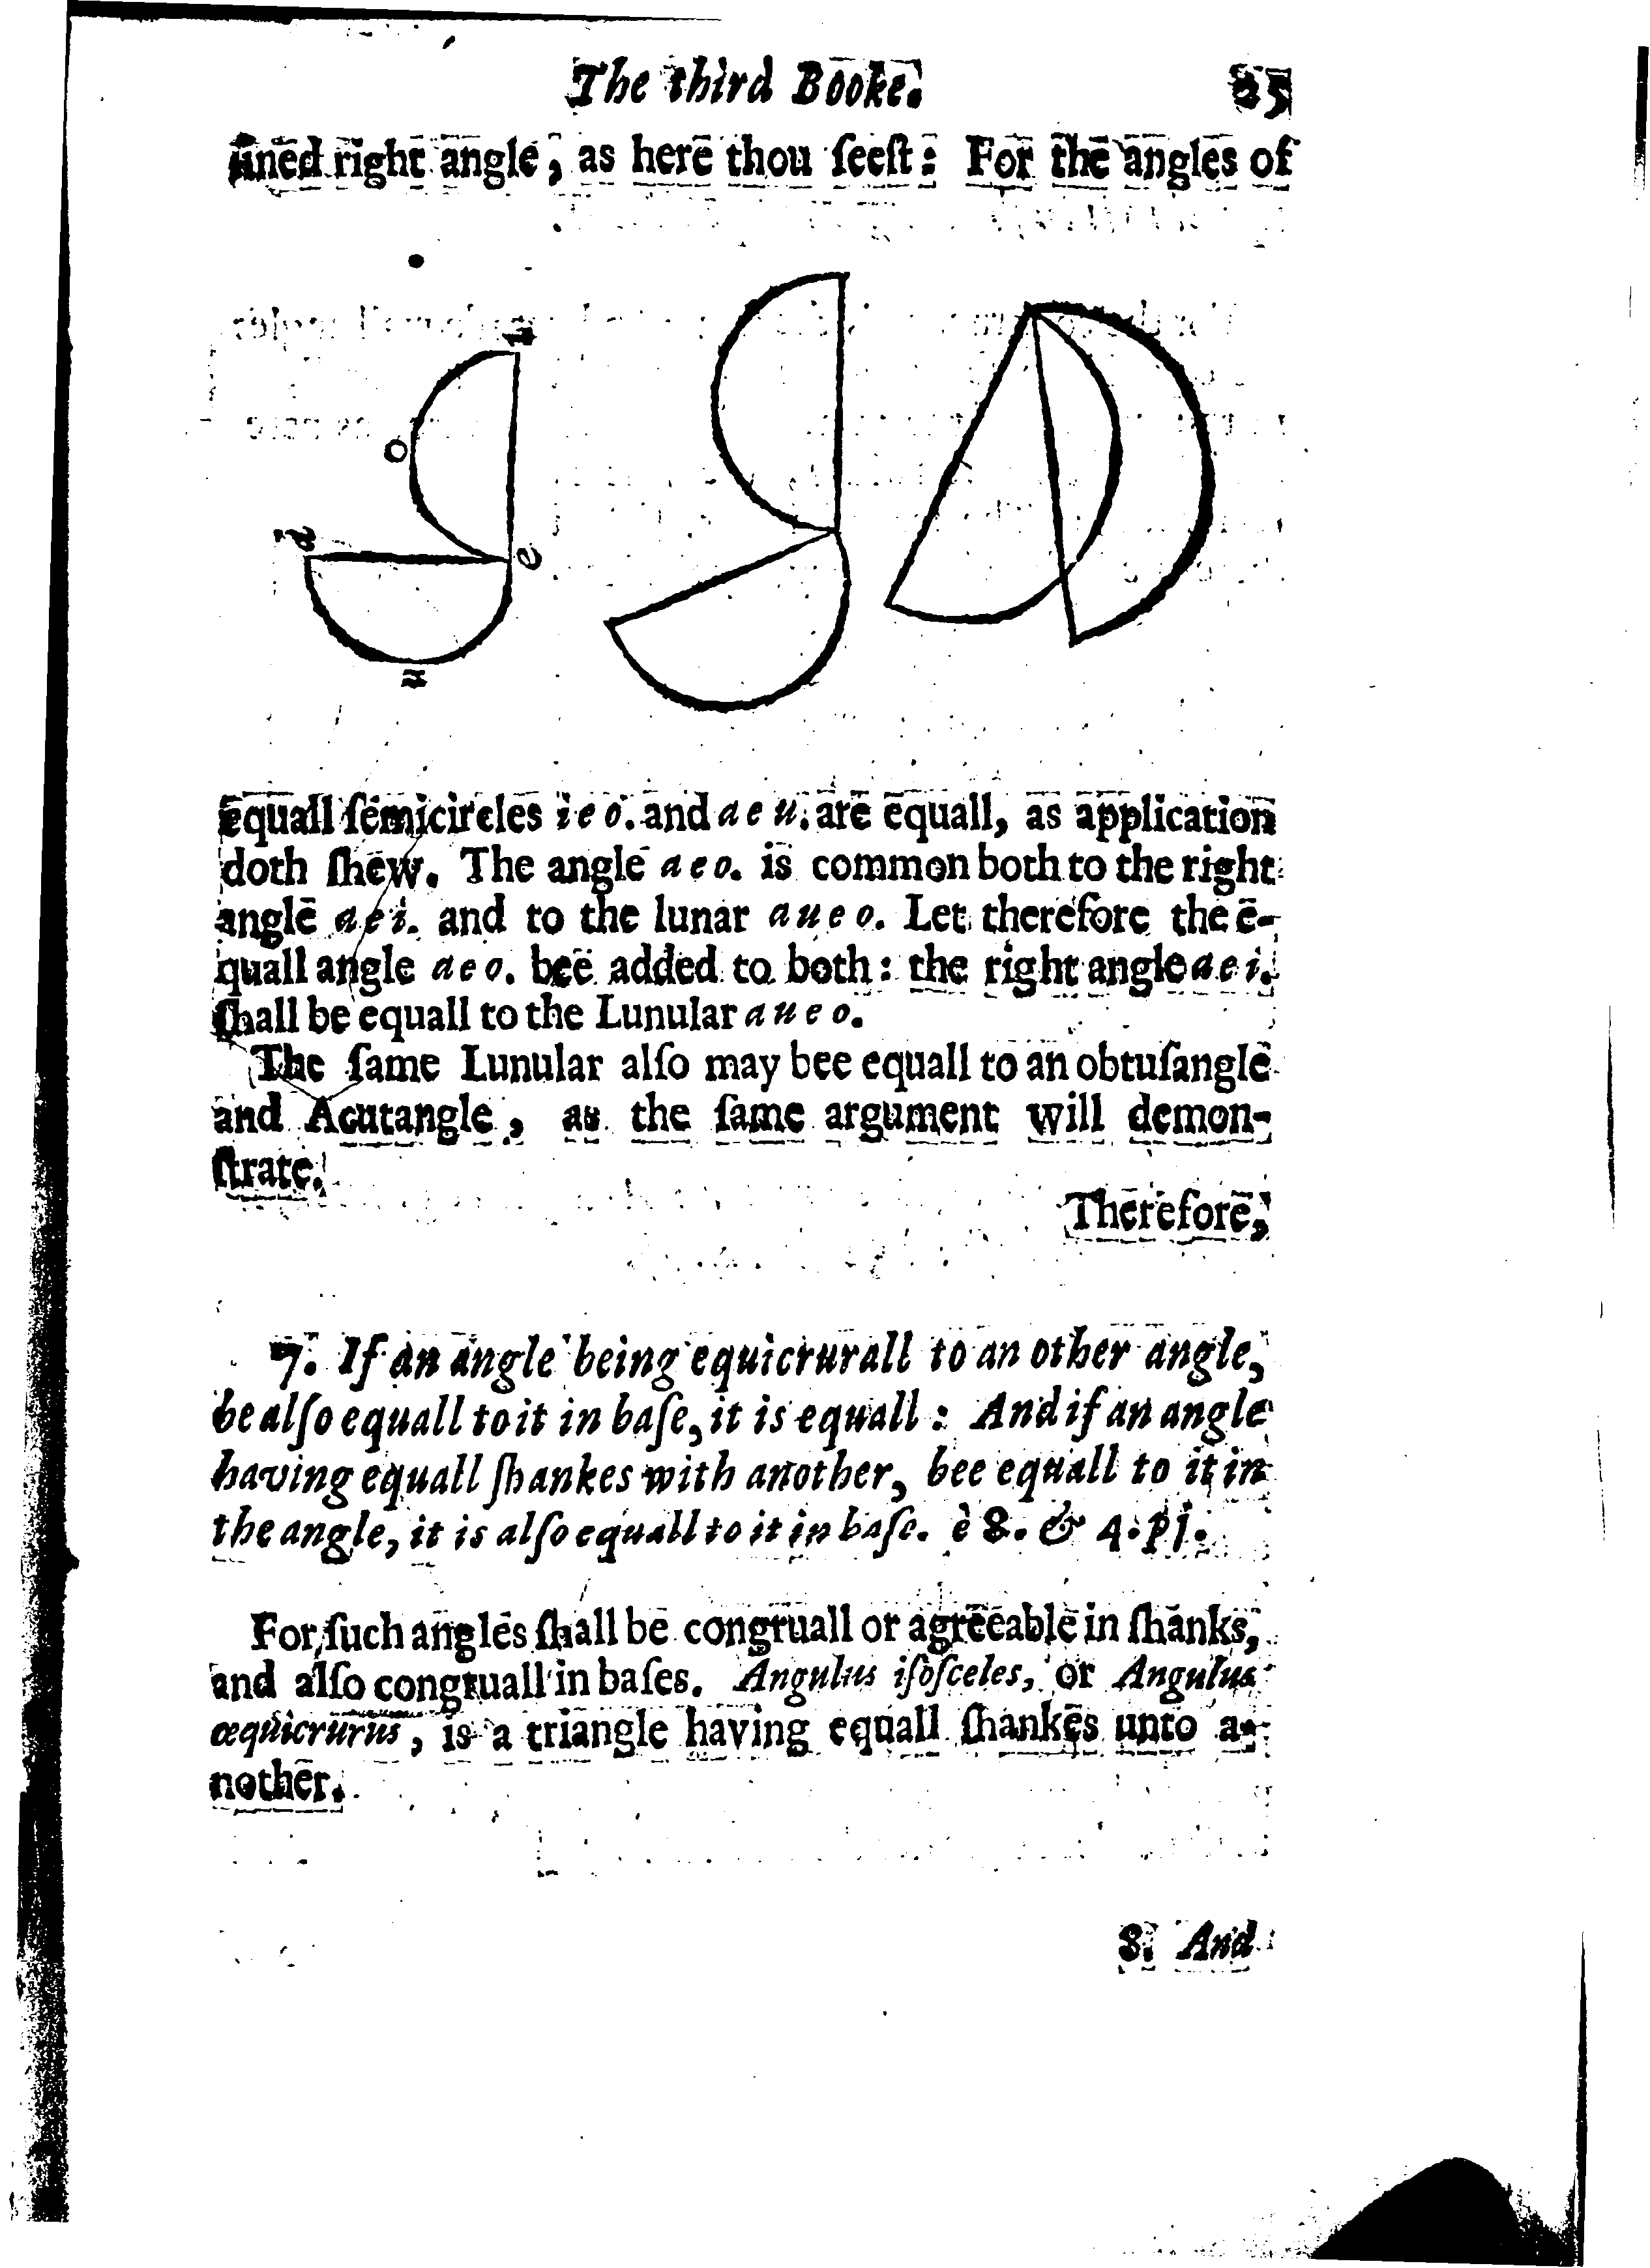 The third Booke. 25
lined right angle, as here thou ſeeſt: For the angles of
i
o
a
e
u
equall ſemicircles i e o. and a e u. are equall, as application
doth ſhew. The angle a e o. is common both to the right
angle a e i. and to the lunar a u e o. Let therefore the e-
quall angle a e o. bee added to both: the right angle a e i.
ſhall be equall to the Lunular a u e o.
The ſame Lunular alſo may bee equall to an obtuſangle
and Acutangle, as the ſame argument will demon-
ſtrate.
Therefore,
7. If an angle being equicrurall to an other angle,
be alſo equall to it in baſe, it is equall: And if an angle
having equall ſhankes with another, bee equall to it in
the angle, it is alſo equall to it in baſe. è 8. & 4. p j.
For ſuch angles ſhall be congruall or agreeable in ſhanks,
and alſo congruall in baſes. Angulus iſoſceles, or Angulus
æquicrurus, is a triangle having equall ſhankes unto a-
nother.
8. And